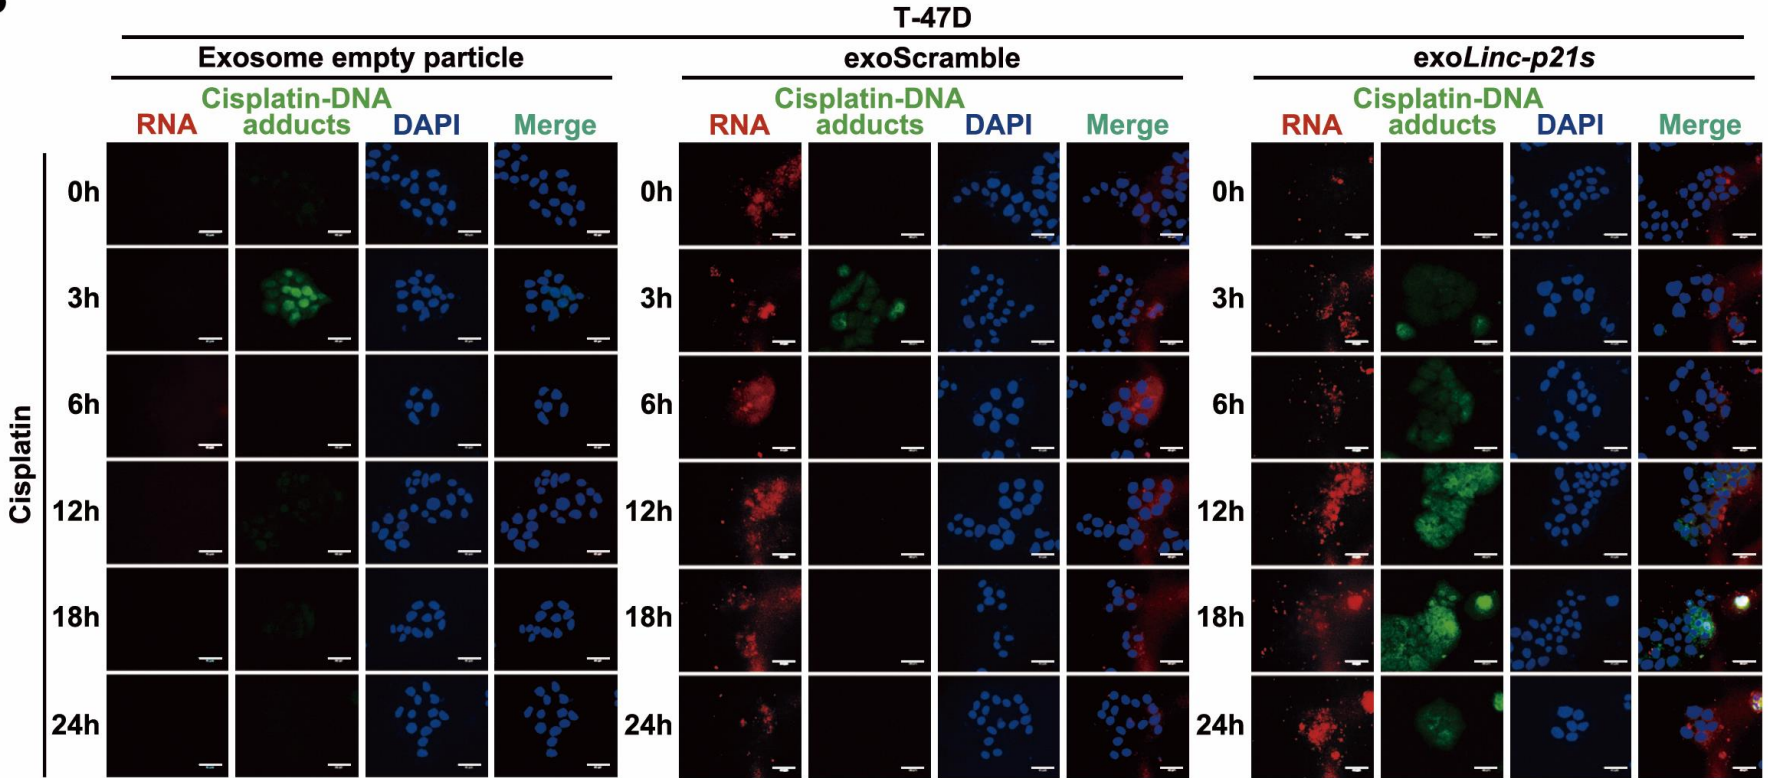 T-47D
Exosome empty particle exoScramble exoLinc-p21s
Cisplatin-DNA Cisplatin-DNA Cisplatin-DNA
RNA adducts DAPI Merge RNA adducts DAPI Merge RNA adducts DAPI Merge
0h 0h 0h
3h 3h 3h
6h 6h 6h
Cisplatin
12h 12h 12h
18h 18h 18h
24h 24h 24h